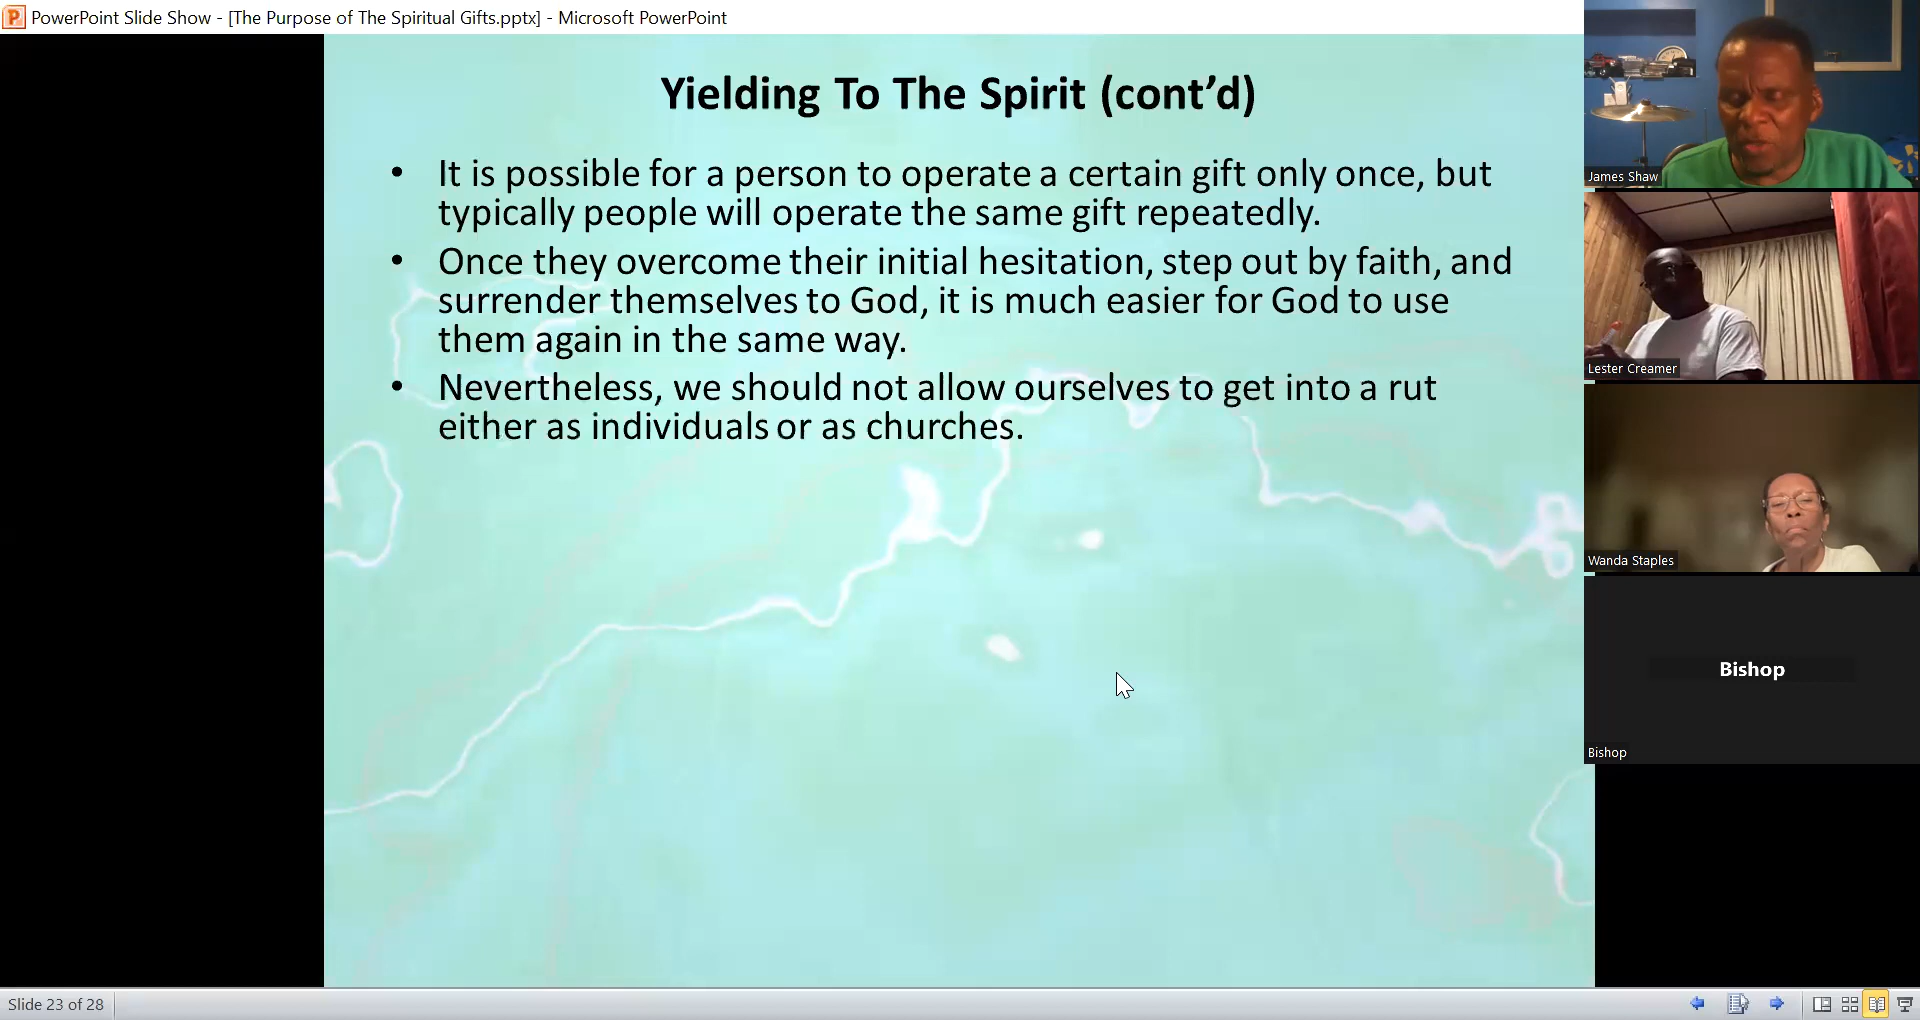 PowerPoint Slide Show - [The Purpose of The Spiritual Gifts.pptx] - Microsoft PowerPoint
Yielding To The Spirit (cont’d)
• It is possible for a person to operate a certain gift only once, but
typically people will operate the same gift repeatedly.
• Once they overcome their initial hesitation, step out by faith, and
surrender themselves to God, it is much easier for God to use
them again in the same way.
• Nevertheless, we should not allow ourselves to get into a rut
either as individuals or as churches.
James Shaw
Lester Creamer
Wanda Staples
Bishop
Bishop
Slide 23 of 28